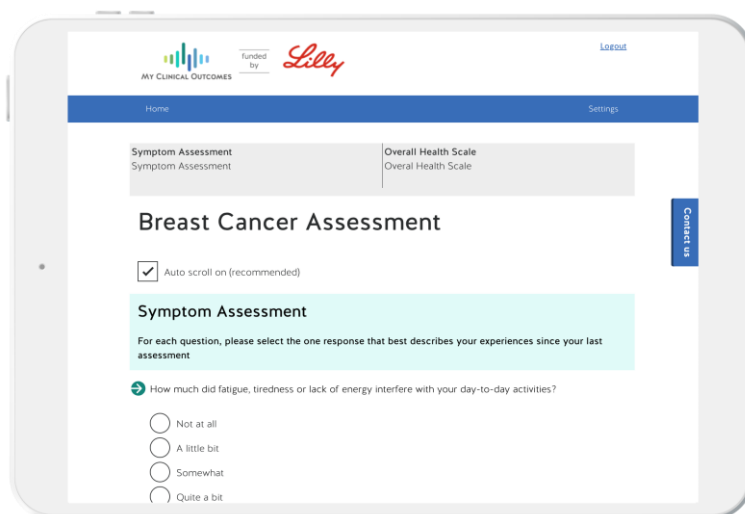 MY CLINICAL OUTCOMES
funded
by
Lilly
Logout
Home
Settings
Symptom Assessment
Symptom Assessment
Overall Health Scale
Overal Health Scale
Contact us
Breast Cancer Assessment
Auto scroll on (recommended)
Symptom Assessment
For each question, please select the one response that best describes your experiences since your last
assessment
How much did fatigue, tiredness or lack of energy interfere with your day-to-day activities?
Not at all
A little bit
Somewhat
Quite a bit